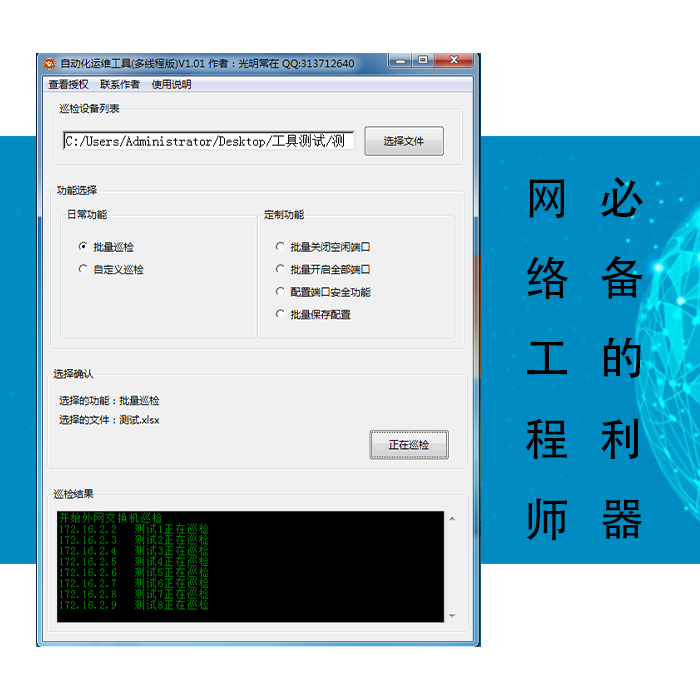 自动化运维工具(多线程版)V1.01 作者：光明常在 QQ:313712640
查看授权 联系作者 使用说明
巡检设备列表
C:/Users/Administrator/Desktop/工具测试/测
选择文件
功能选择
日常功能
批量巡检
自定义巡检
定制功能
批量关闭空闲端口
批量开启全部端口
配置端口安全功能
批量保存配置
选择确认
选择的功能：批量巡检
选择的文件：测试.xlsx
正在巡检
巡检结果
开始外网交换机巡检
172.16.2.2 测试1正在巡检
172.16.2.3 测试2正在巡检
172.16.2.4 测试3正在巡检
172.16.2.5 测试4正在巡检
172.16.2.6 测试5正在巡检
172.16.2.7 测试6正在巡检
172.16.2.8 测试7正在巡检
172.16.2.9 测试8正在巡检
网络工程师
必备的利器